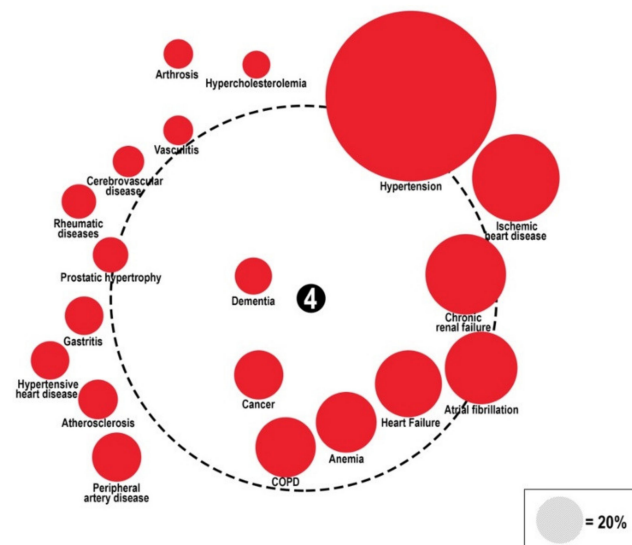 Arthrosis
Hypercholesterolemia
Hypertension
Vasculitis
Cerebrovascular
disease
Ischemic
heart disease
Rheumatic
diseases
Prostatic hypertrophy
Dementia
4
Chronic
renal failure
Gastritis
Hypertensive
heart disease
Cancer
Atrial fibrillation
Atherosclerosis
Heart Failure
Anemia
COPD
Peripheral
artery disease
= 20%